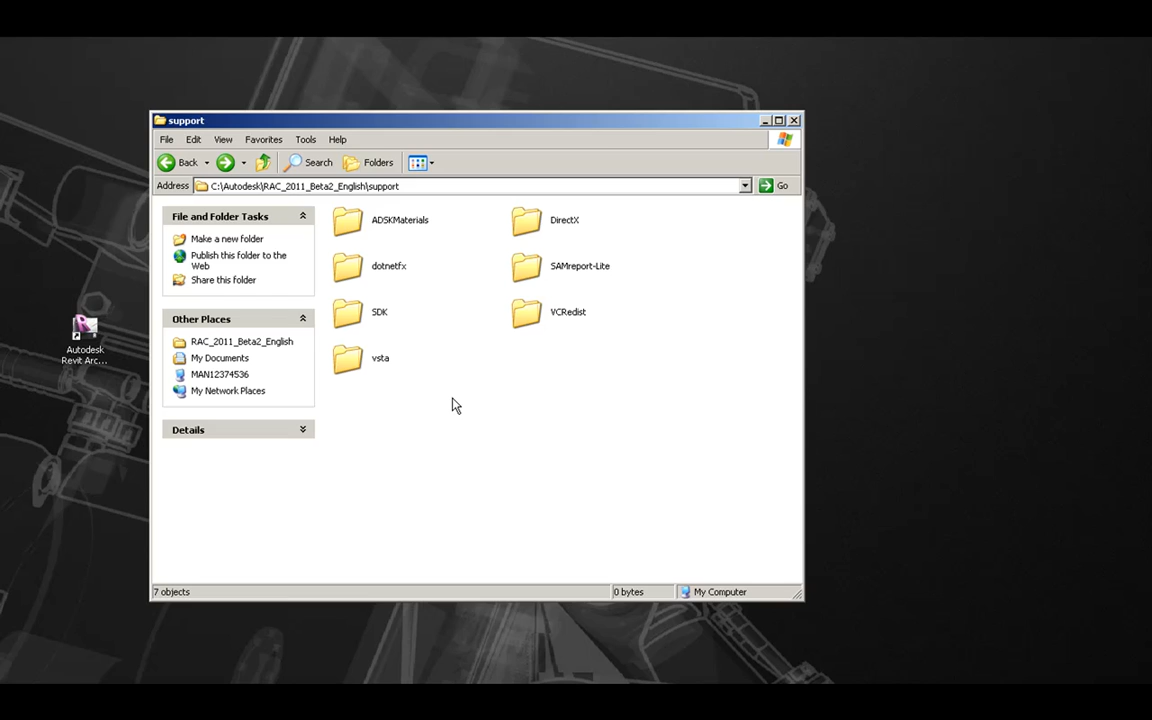 support
File Edit View Favorites Tools Help
Back Search Folders
Address C:\Autodesk\RAC_2011_Beta2_English\support Go
File and Folder Tasks
Make a new folder
Publish this folder to the
Web
Share this folder
Other Places
RAC_2011_Beta2_English
My Documents
MAN12374536
My Network Places
Details
ADSKMaterials DirectX
dotnetfx SAMreport-Lite
SDK VCRedist
vsta
Autodesk
Revit Arc...
7 objects 0 bytes My Computer